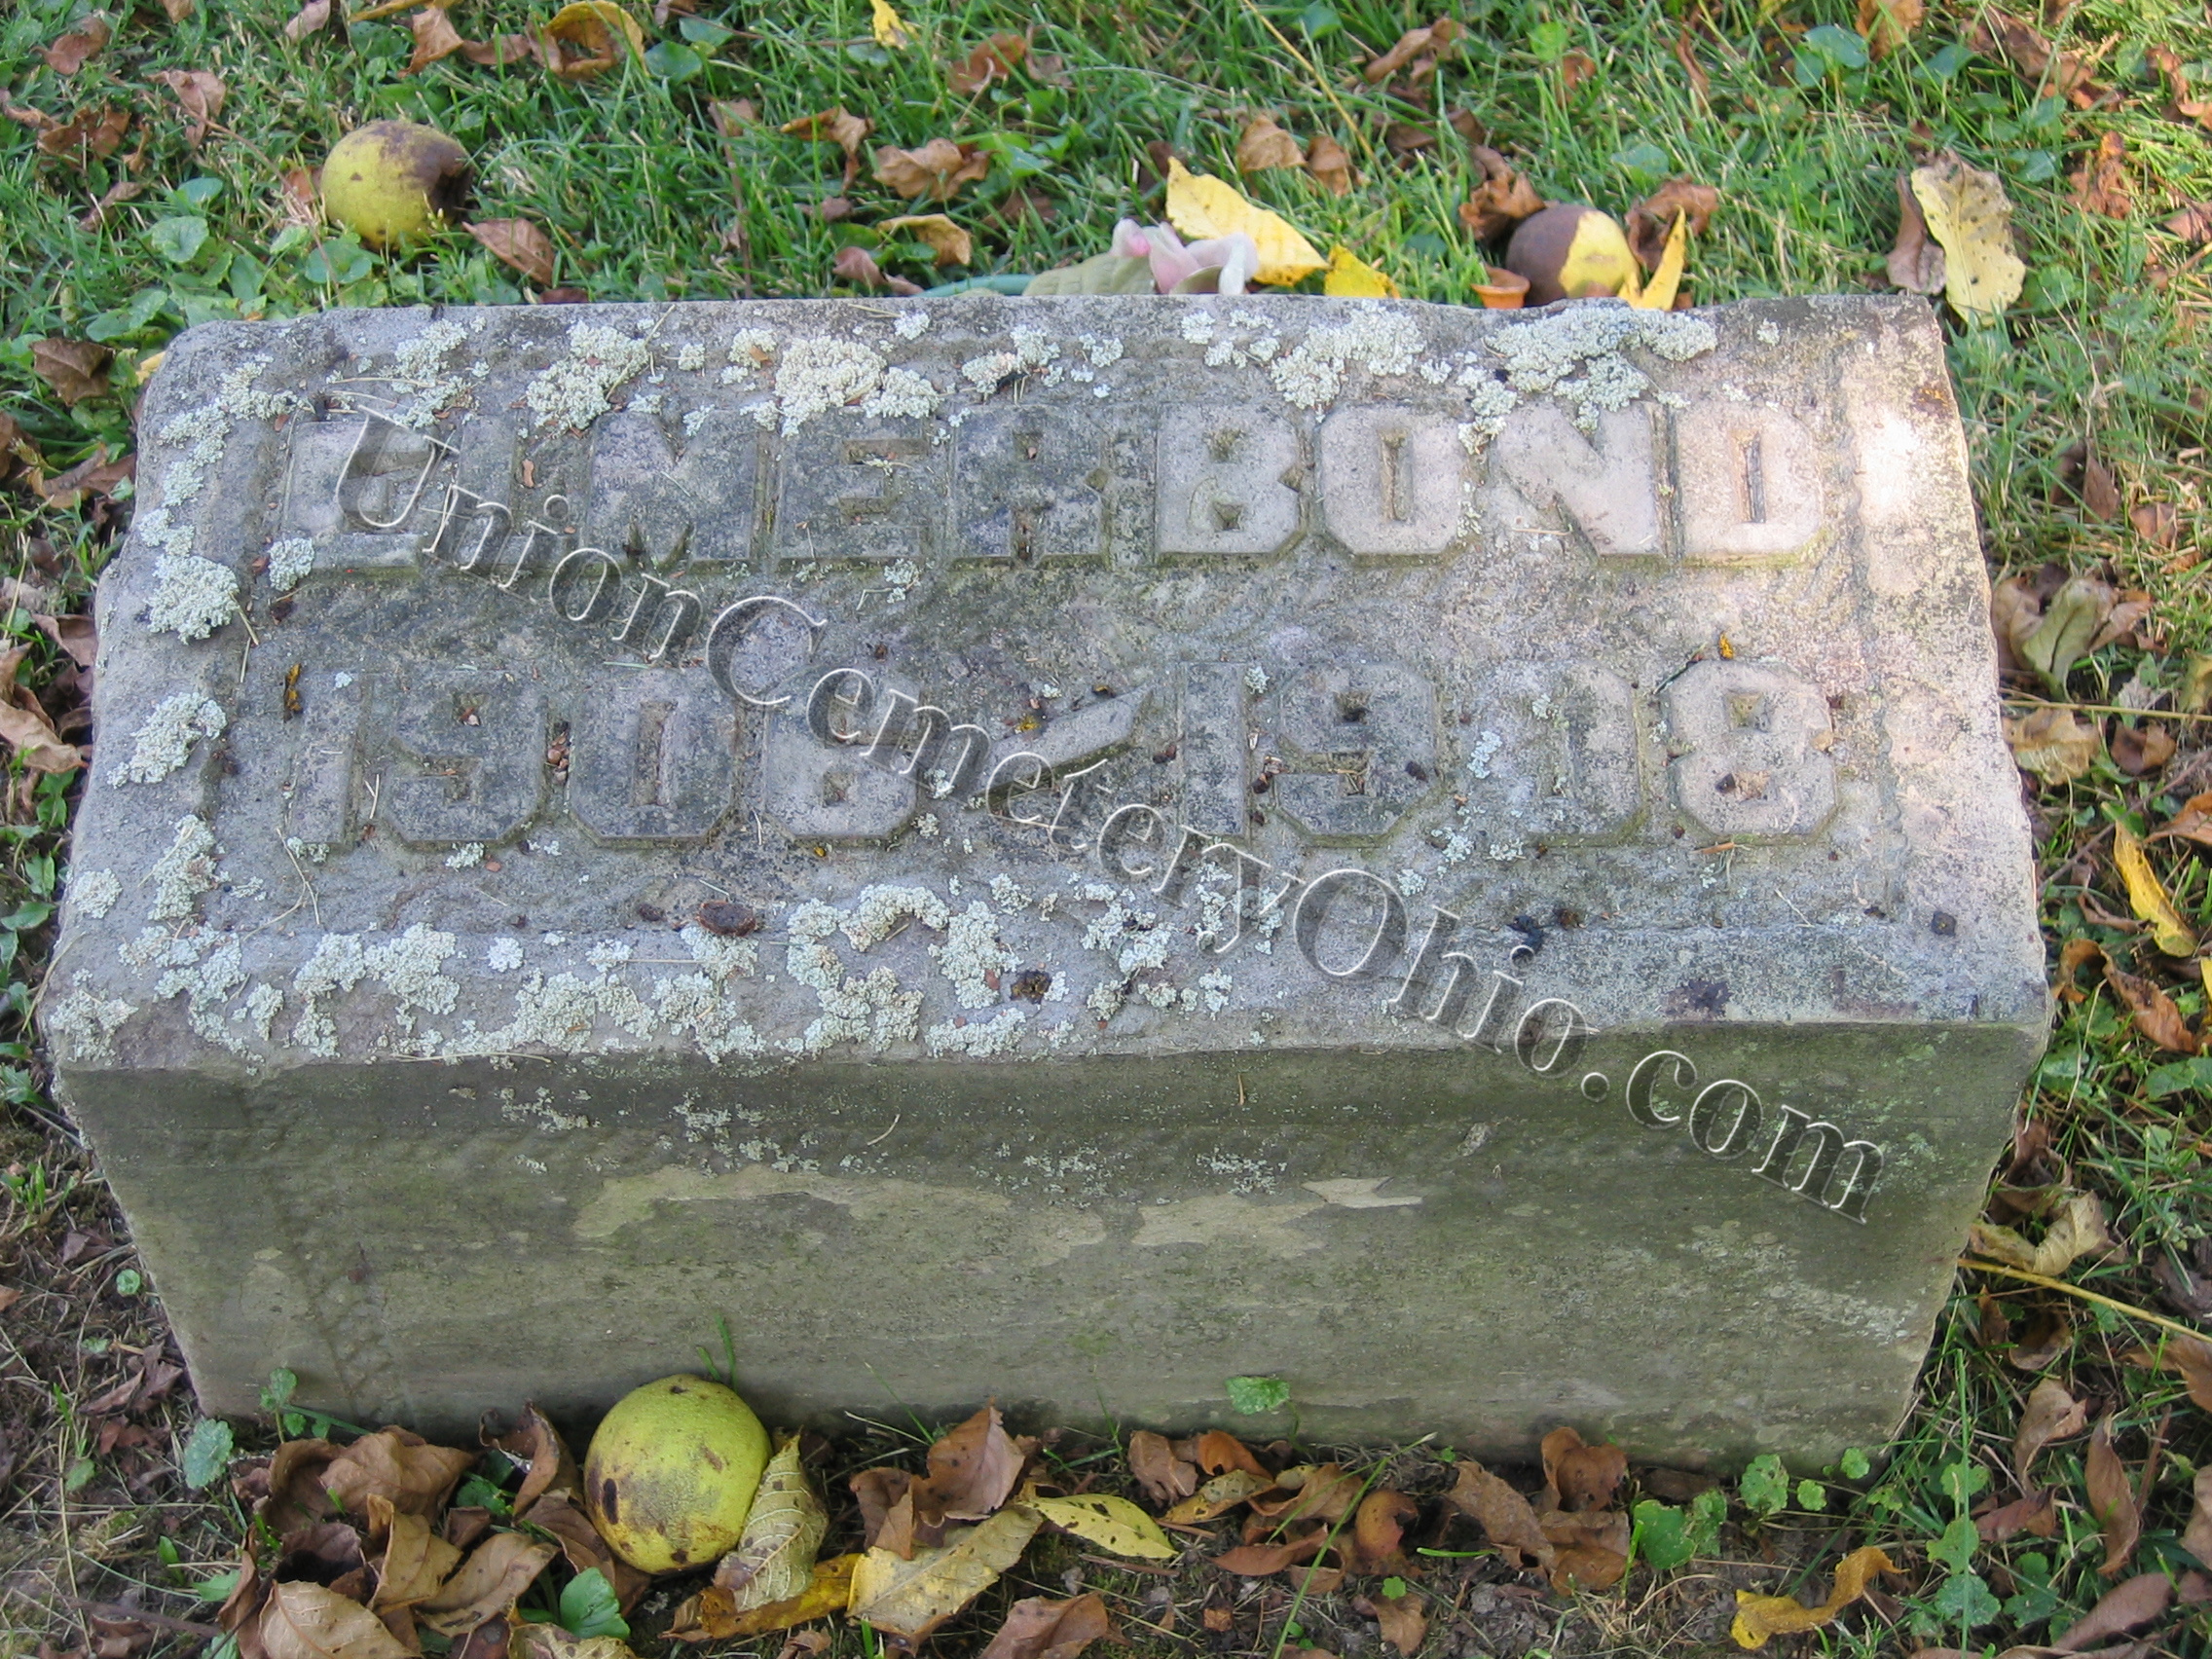 ELMER BOND
1908 - 1908
UnionCemeteryOhio.com